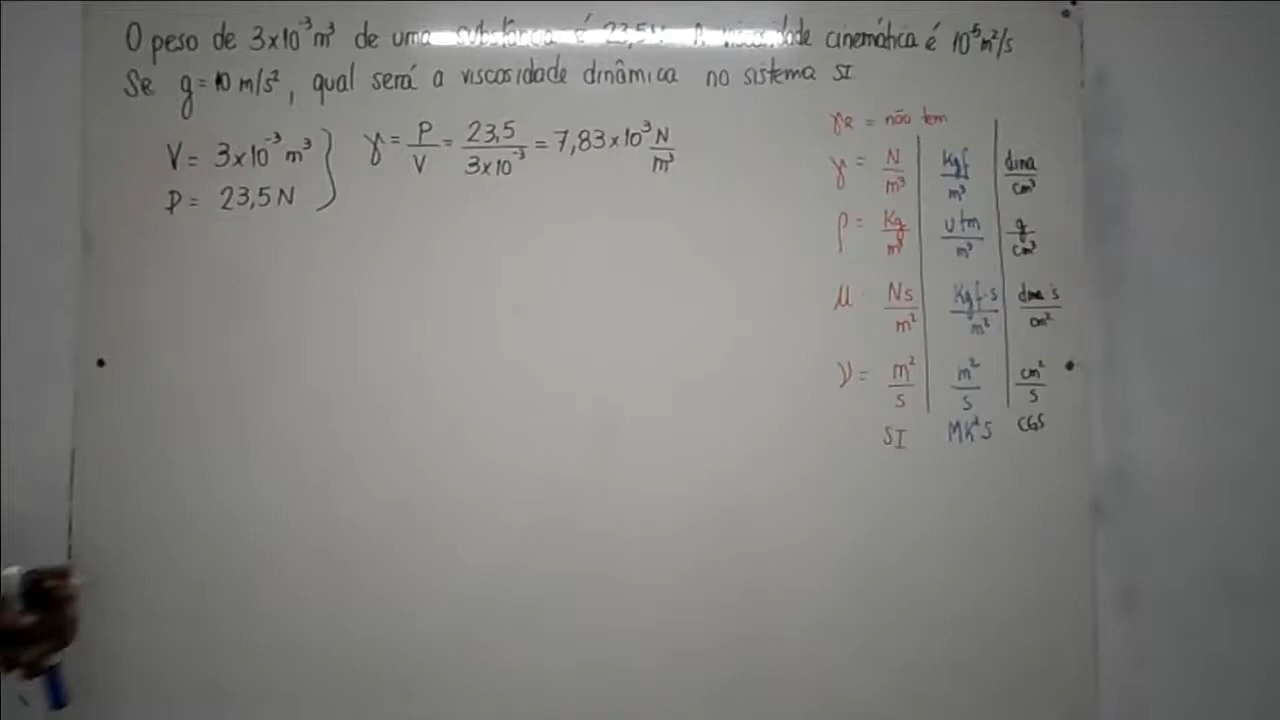 O peso de 3x10⁻³m³ de uma substância é 23,5N. A viscosidade cinemática é 10⁻⁵m²/s
Se g=10 m/s², qual será a viscosidade dinâmica no sistema SI
V = 3x10⁻³ m³
P = 23,5 N
γ = P/V = 23,5/3x10⁻³ = 7,83x10³ N/m³
γR = não tem
γ = N/m³ | kgf/m³ | dina/cm³
ρ = Kg/m³ | utm/m³ | g/cm³
μ Ns/m² | Kgf·s/m² | dina·s/cm²
ν = m²/s | m²/s | cm²/s
SI MK*S CGS